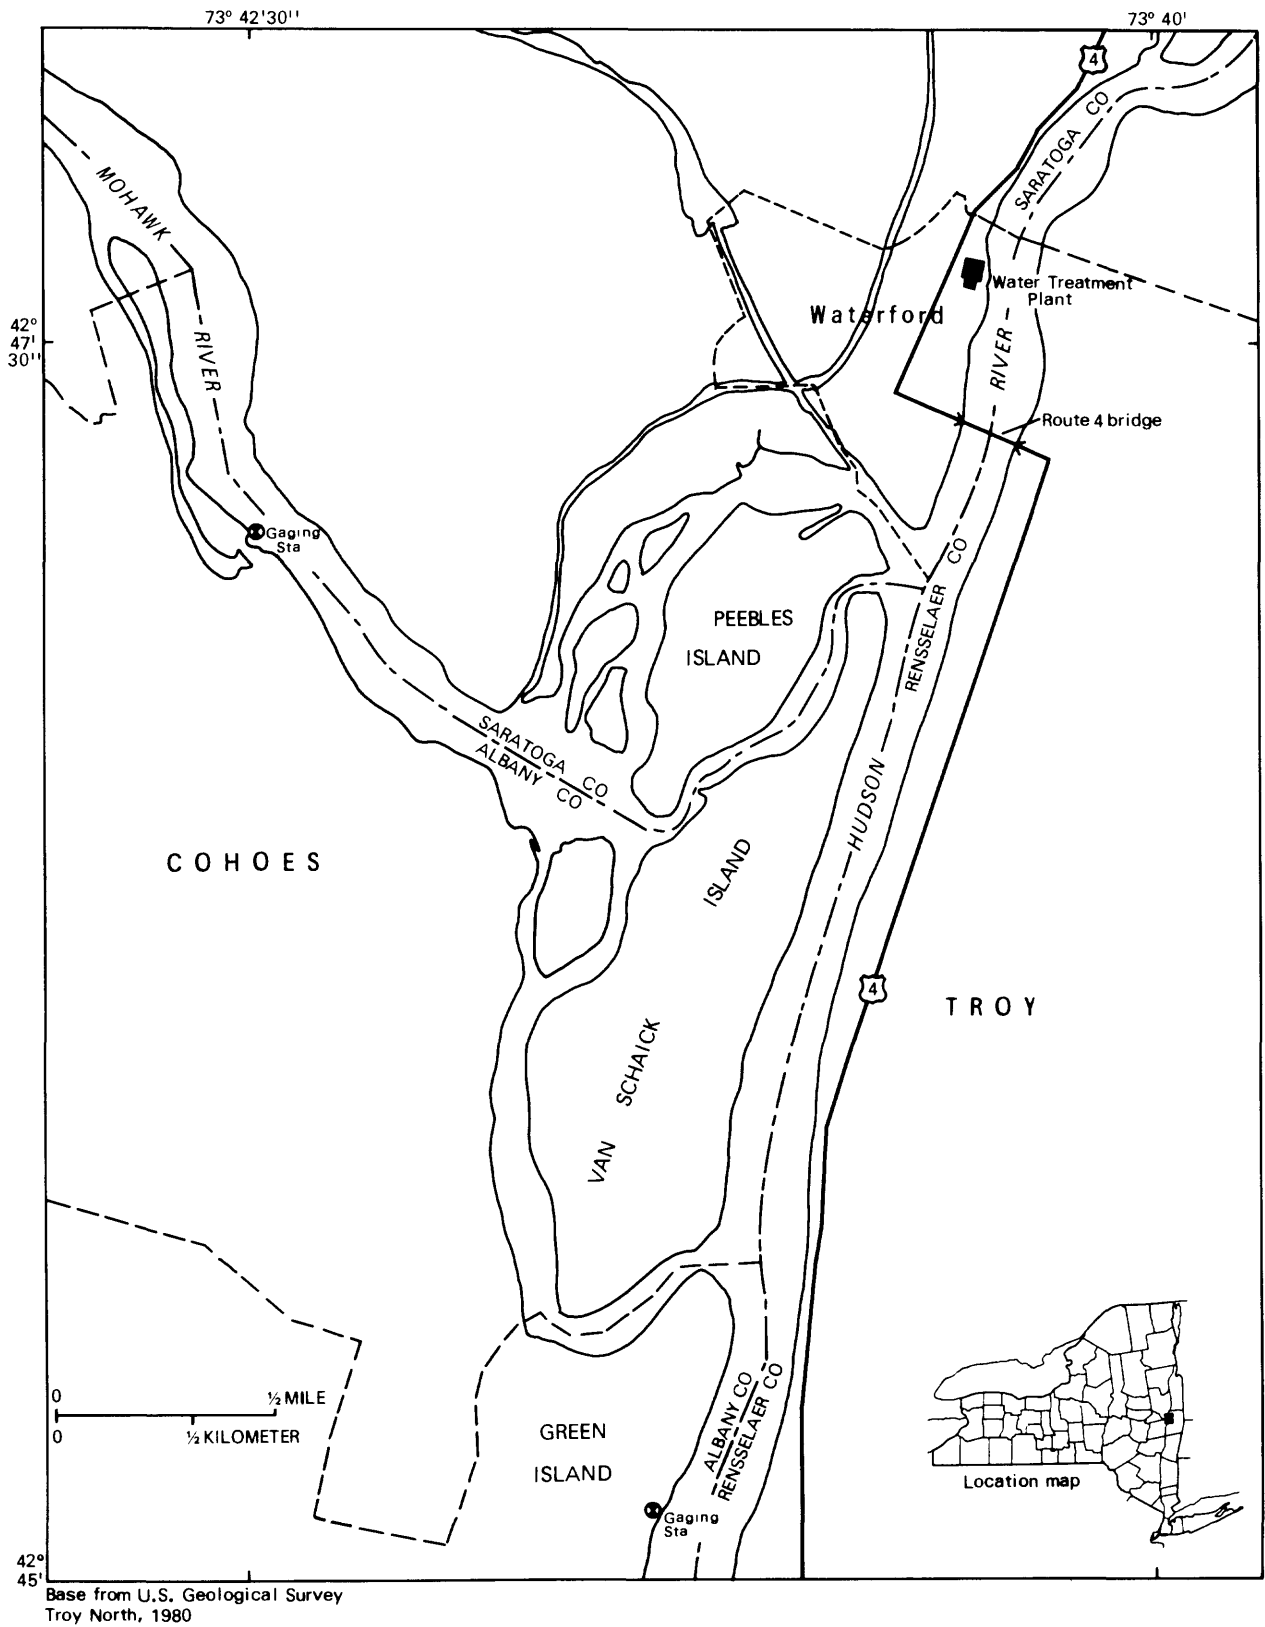 73° 42'30"
73° 40'
4
SARATOGA CO
MOHAWK
RIVER
Water Treatment
Plant
Waterford
42°
47'
30"
RIVER
Route 4 bridge
Gaging
Sta
RENSSELAER CO
PEEBLES
ISLAND
SARATOGA CO
ALBANY CO
HUDSON
COHOES
ISLAND
4
TROY
SCHAICK
VAN
0
½ MILE
0
½ KILOMETER
GREEN
ISLAND
ALBANY CO
RENSSELAER CO
Location map
Gaging
Sta
42°
45'
Base from U.S. Geological Survey
Troy North, 1980